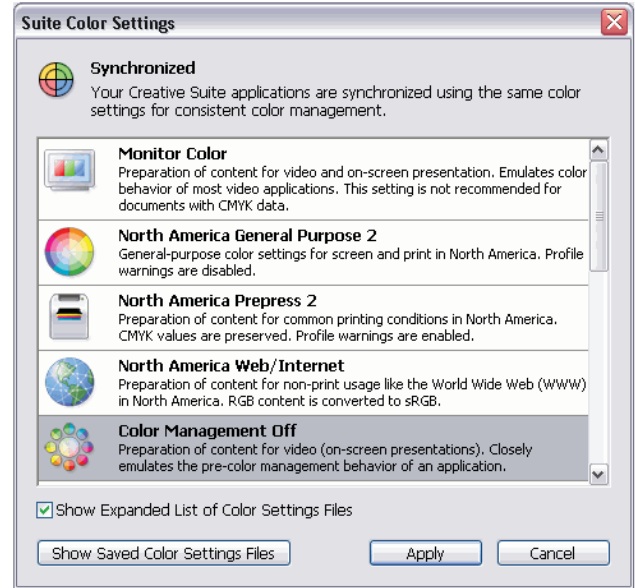 Suite Color Settings
Synchronized
Your Creative Suite applications are synchronized using the same color
settings for consistent color management.
Monitor Color
Preparation of content for video and on-screen presentation. Emulates color
behavior of most video applications. This setting is not recommended for
documents with CMYK data.
North America General Purpose 2
General-purpose color settings for screen and print in North America. Profile
warnings are disabled.
North America Prepress 2
Preparation of content for common printing conditions in North America.
CMYK values are preserved. Profile warnings are enabled.
North America Web/Internet
Preparation of content for non-print usage like the World Wide Web (WWW)
in North America. RGB content is converted to sRGB.
Color Management Off
Preparation of content for video (on-screen presentations). Closely
emulates the pre-color management behavior of an application.
Show Expanded List of Color Settings Files
Show Saved Color Settings Files
Apply
Cancel